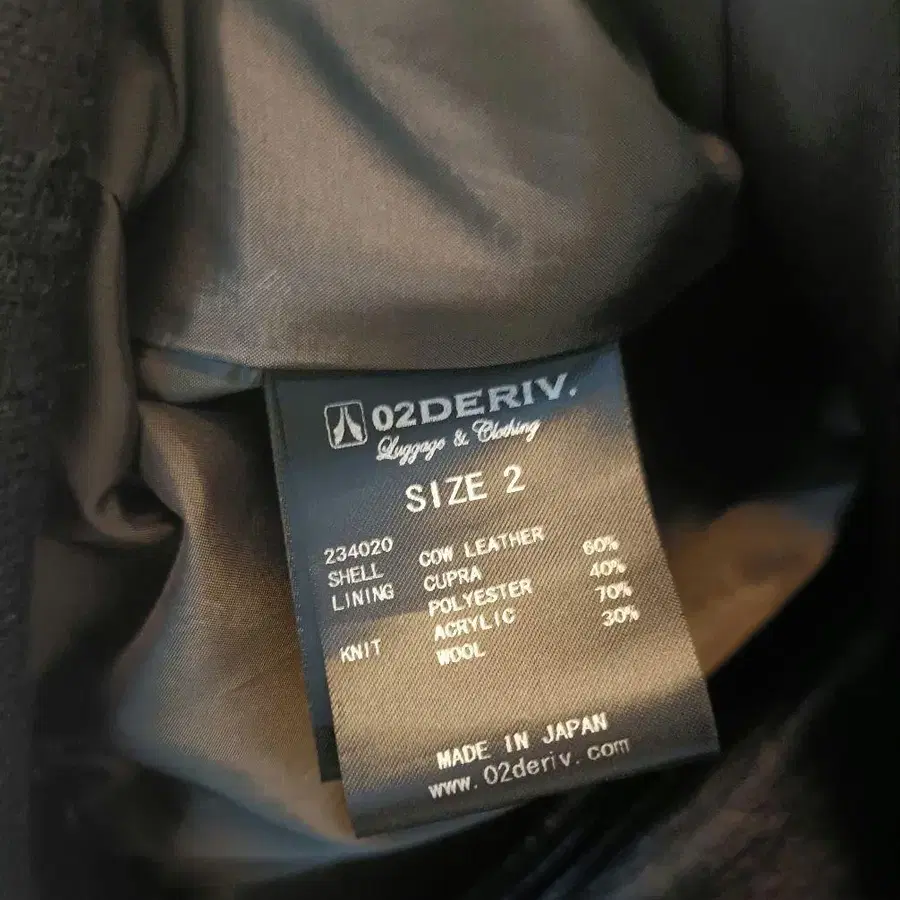 02DERIV.
Luggage & Clothing
SIZE 2
234020
SHELL COW LEATHER
LINING CUPRA 60%
POLYESTER 40%
KNIT ACRYLIC 70%
WOOL 30%
MADE IN JAPAN
www.02deriv.com